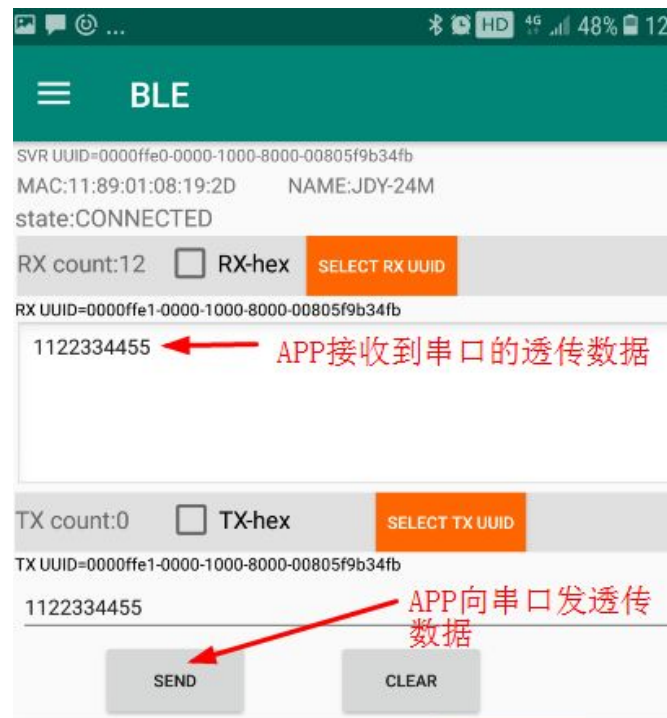 ... HD 4G 48% 12
BLE
SVR UUID=0000ffe0-0000-1000-8000-00805f9b34fb
MAC:11:89:01:08:19:2D NAME:JDY-24M
state:CONNECTED
RX count:12 RX-hex SELECT RX UUID
RX UUID=0000ffe1-0000-1000-8000-00805f9b34fb
1122334455 APP接收到串口的透传数据
TX count:0 TX-hex SELECT TX UUID
TX UUID=0000ffe1-0000-1000-8000-00805f9b34fb
1122334455 APP向串口发透传
数据
SEND CLEAR